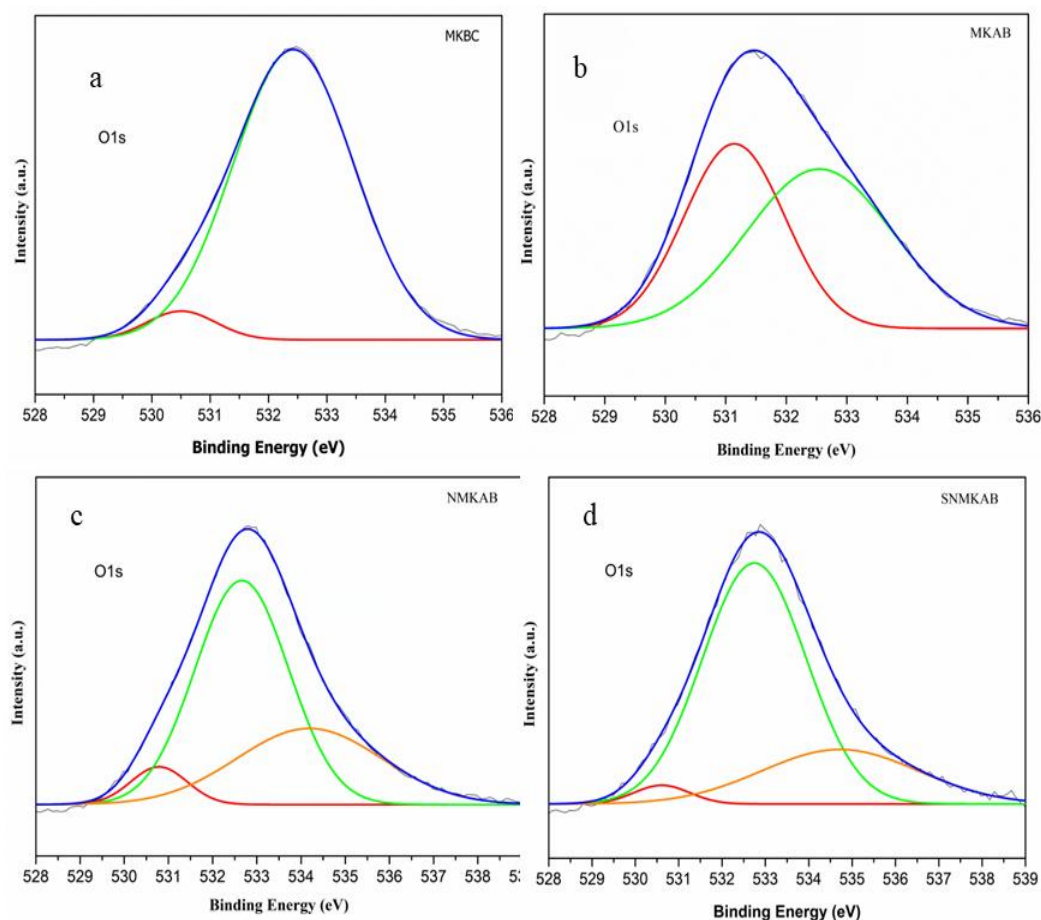 MKBC
a
O1s
Intensity (a.u.)
528 529 530 531 532 533 534 535 536
Binding Energy (eV)
MKAB
b
O1s
Intensity (a.u.)
528 529 530 531 532 533 534 535 536
Binding Energy (eV)
NMKAB
c
O1s
Intensity (a.u.)
528 529 530 531 532 533 534 535 536 537 538
Binding Energy (eV)
SNMKAB
d
O1s
Intensity (a.u.)
528 529 530 531 532 533 534 535 536 537 538 539
Binding Energy (eV)